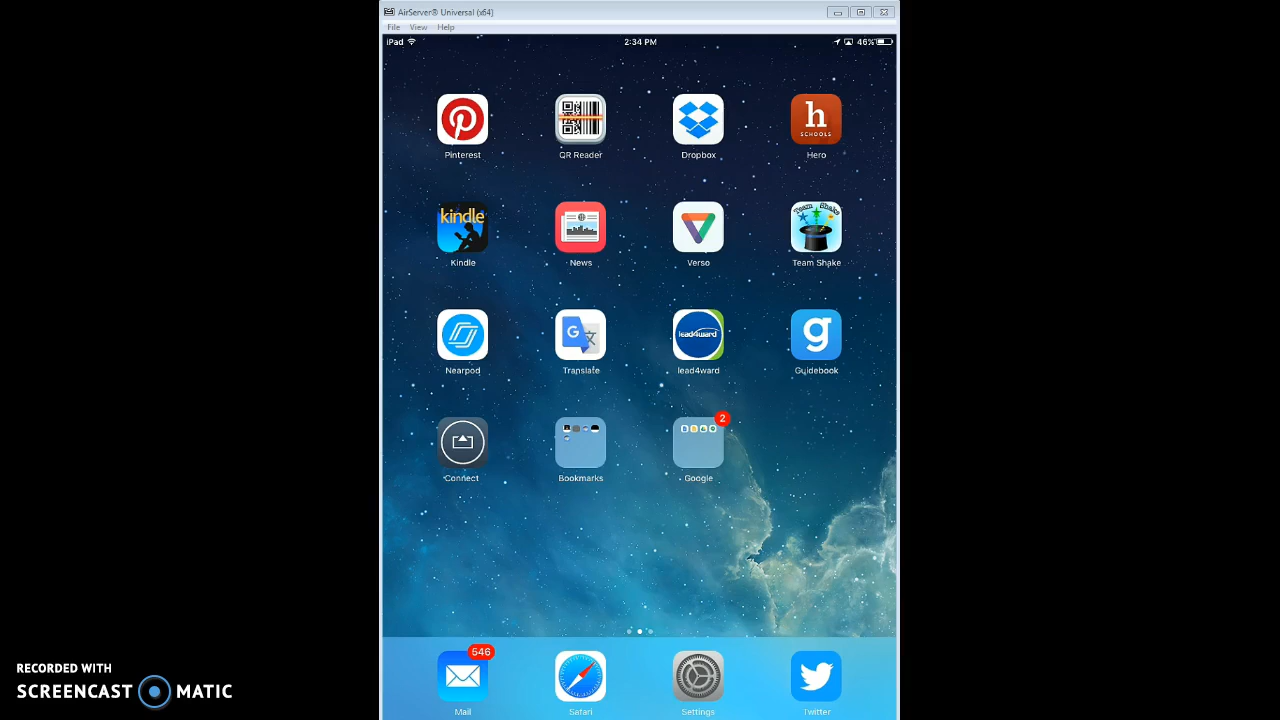 AirServer® Universal (x64)
File View Help
iPad 2:34 PM 46%
Pinterest QR Reader Dropbox
h
SCHOOLS
Hero
kindle
Kindle News Verso
Team Shake
Team Shake
G
lead4ward
g
Nearpod Translate lead4ward Guidebook
2
Connect Bookmarks Google
546
Mail Safari Settings Twitter
RECORDED WITH
SCREENCAST MATIC